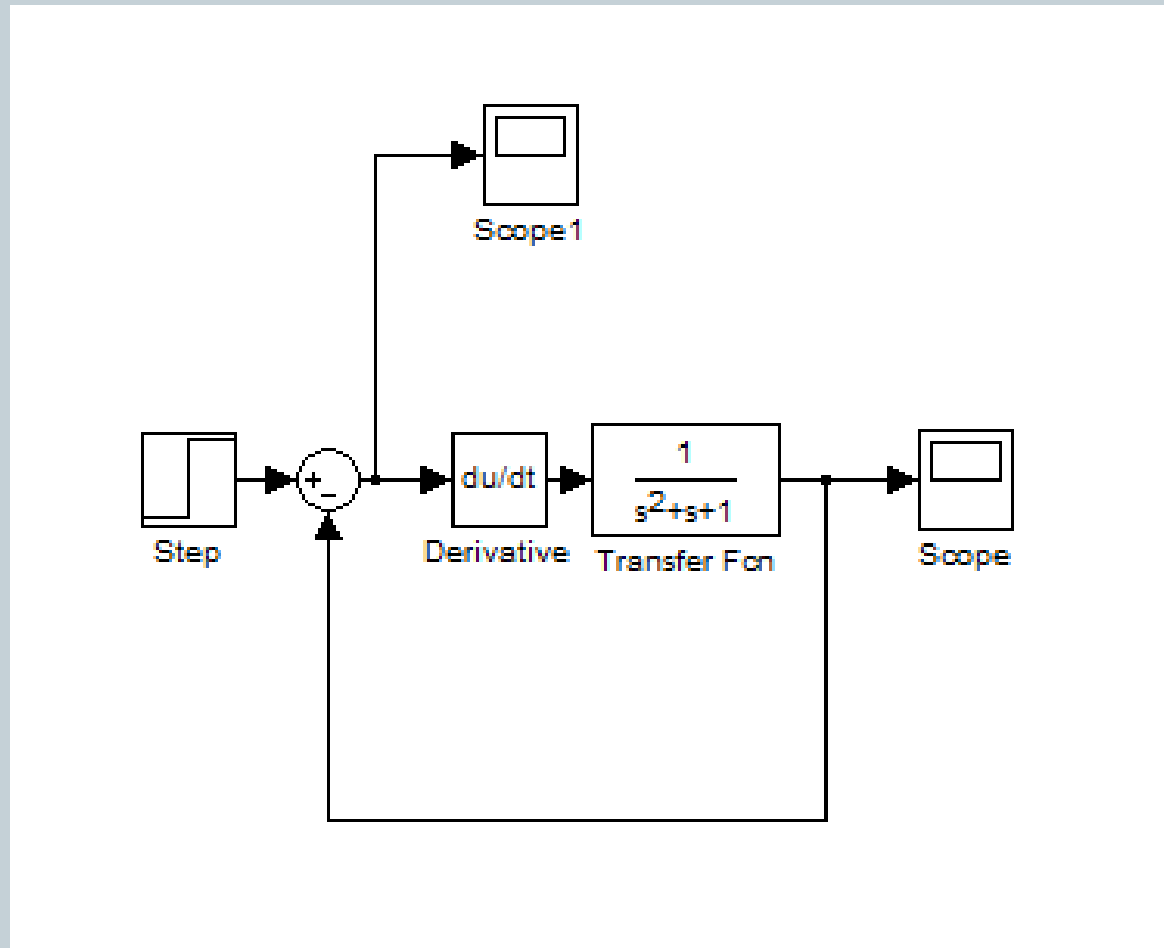 Scope1
+
−
du/dt
1
s²+s+1
Step
Derivative
Transfer Fcn
Scope